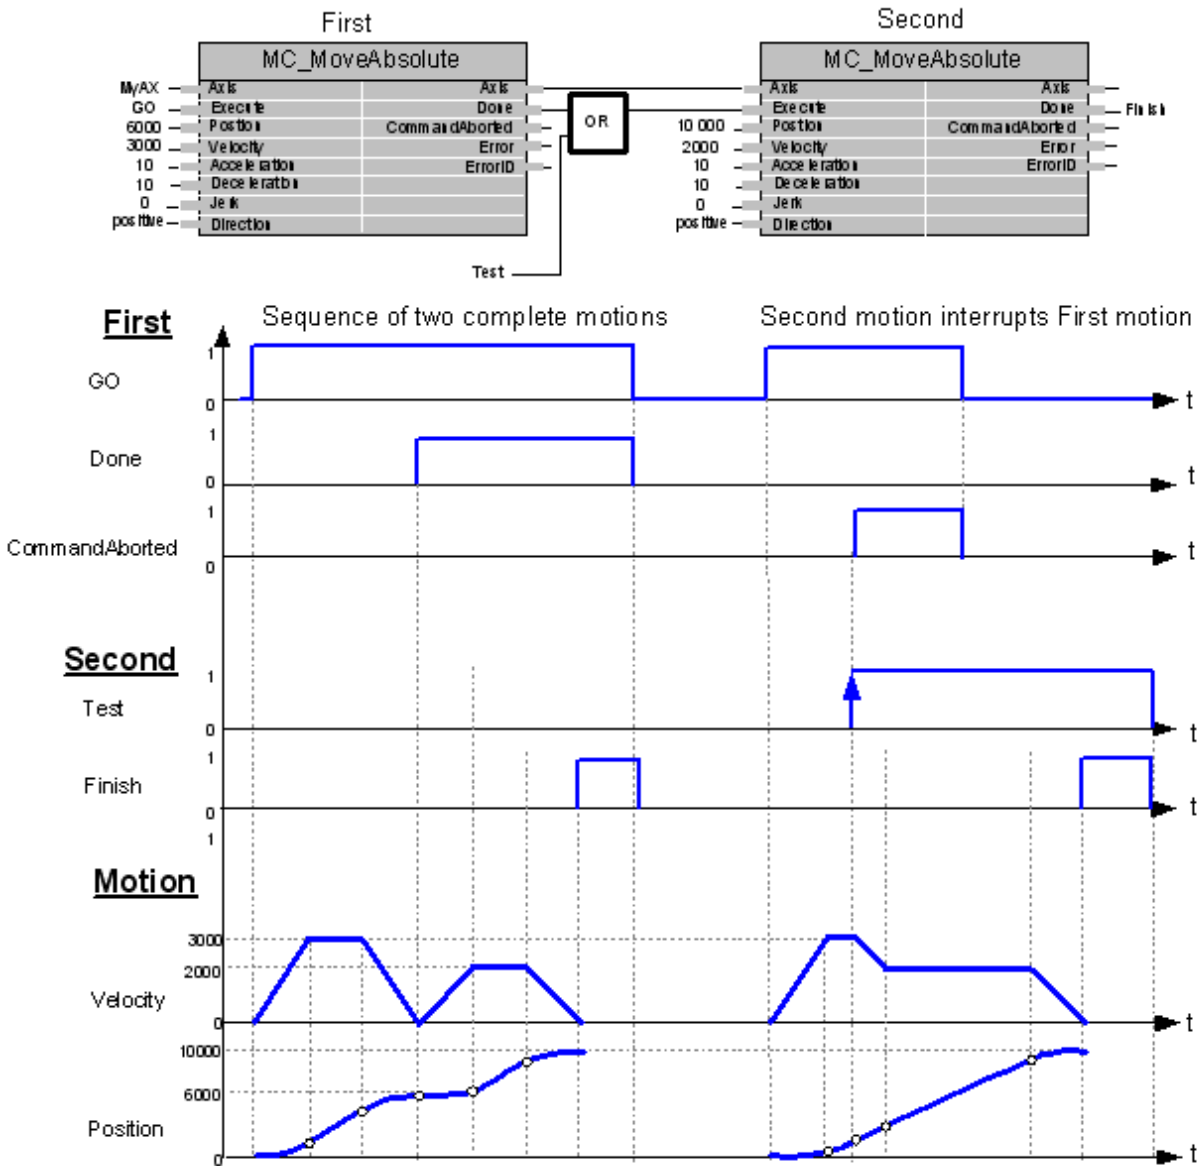 First
Second
MC_MoveAbsolute
MC_MoveAbsolute
MyAX Axis Axis Axis Axis
GO Execute Done OR Execute Done Finish
6000 Postion CommandAborted 10 000 Postion CommandAborted
3000 Velocity Error 2000 Velocity Error
10 Acceleration ErrorID 10 Acceleration ErrorID
10 Deceleration 10 Deceleration
0 Jerk 0 Jerk
positive Direction positive Direction
Test
First
Sequence of two complete motions
Second motion interrupts First motion
1
GO
0
t
1
Done
0
t
1
CommandAborted
0
t
Second
1
Test
0
t
1
Finish
0
t
1
Motion
3000
2000
Velocity
0
t
10000
6000
Position
0
t